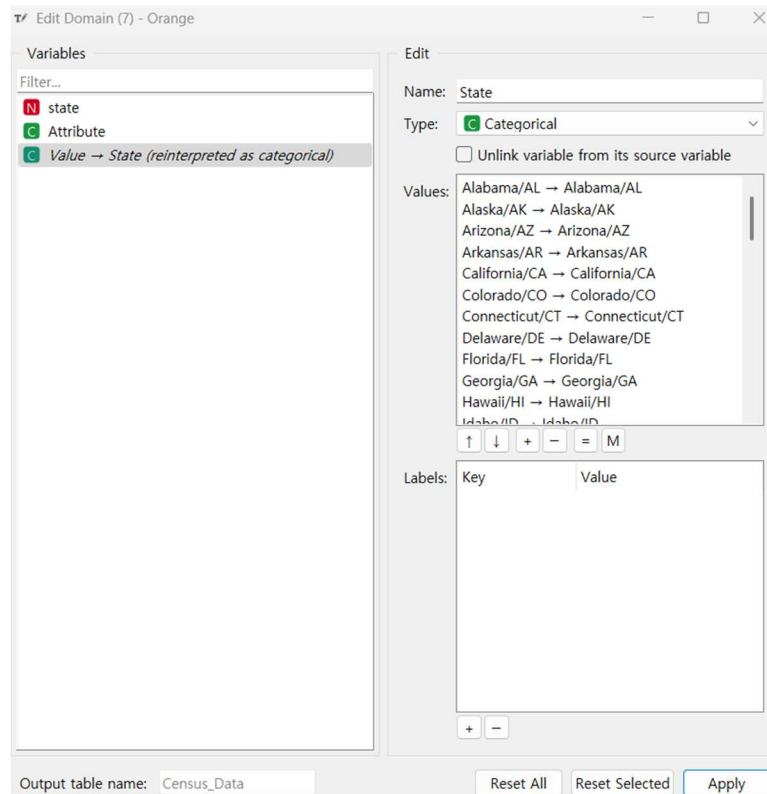 Edit Domain (7) - Orange
Variables
Filter...
N state
C Attribute
C Value → State (reinterpreted as categorical)
Edit
Name: State
Type: C Categorical
Unlink variable from its source variable
Values:
Alabama/AL → Alabama/AL
Alaska/AK → Alaska/AK
Arizona/AZ → Arizona/AZ
Arkansas/AR → Arkansas/AR
California/CA → California/CA
Colorado/CO → Colorado/CO
Connecticut/CT → Connecticut/CT
Delaware/DE → Delaware/DE
Florida/FL → Florida/FL
Georgia/GA → Georgia/GA
Hawaii/HI → Hawaii/HI
Idaho/ID → Idaho/ID
↑ ↓ + − = M
Labels: Key Value
+ −
Output table name: Census_Data
Reset All Reset Selected Apply